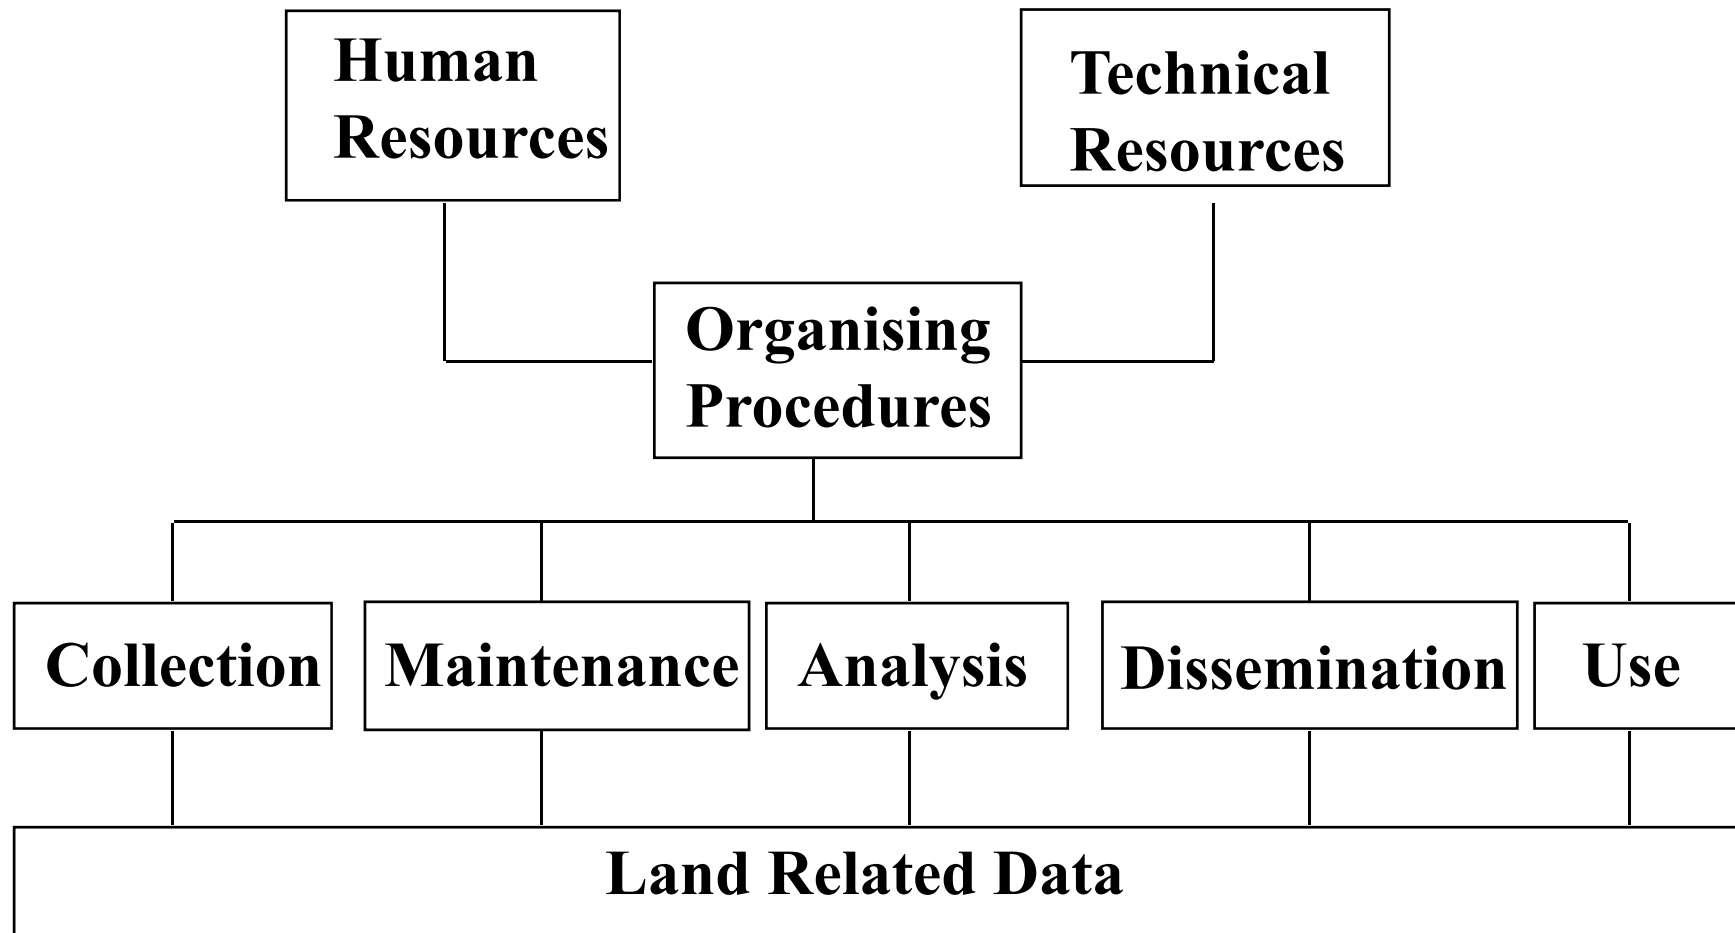 Human
Resources
Technical
Resources
Organising
Procedures
Collection
Maintenance
Analysis
Dissemination
Use
Land Related Data